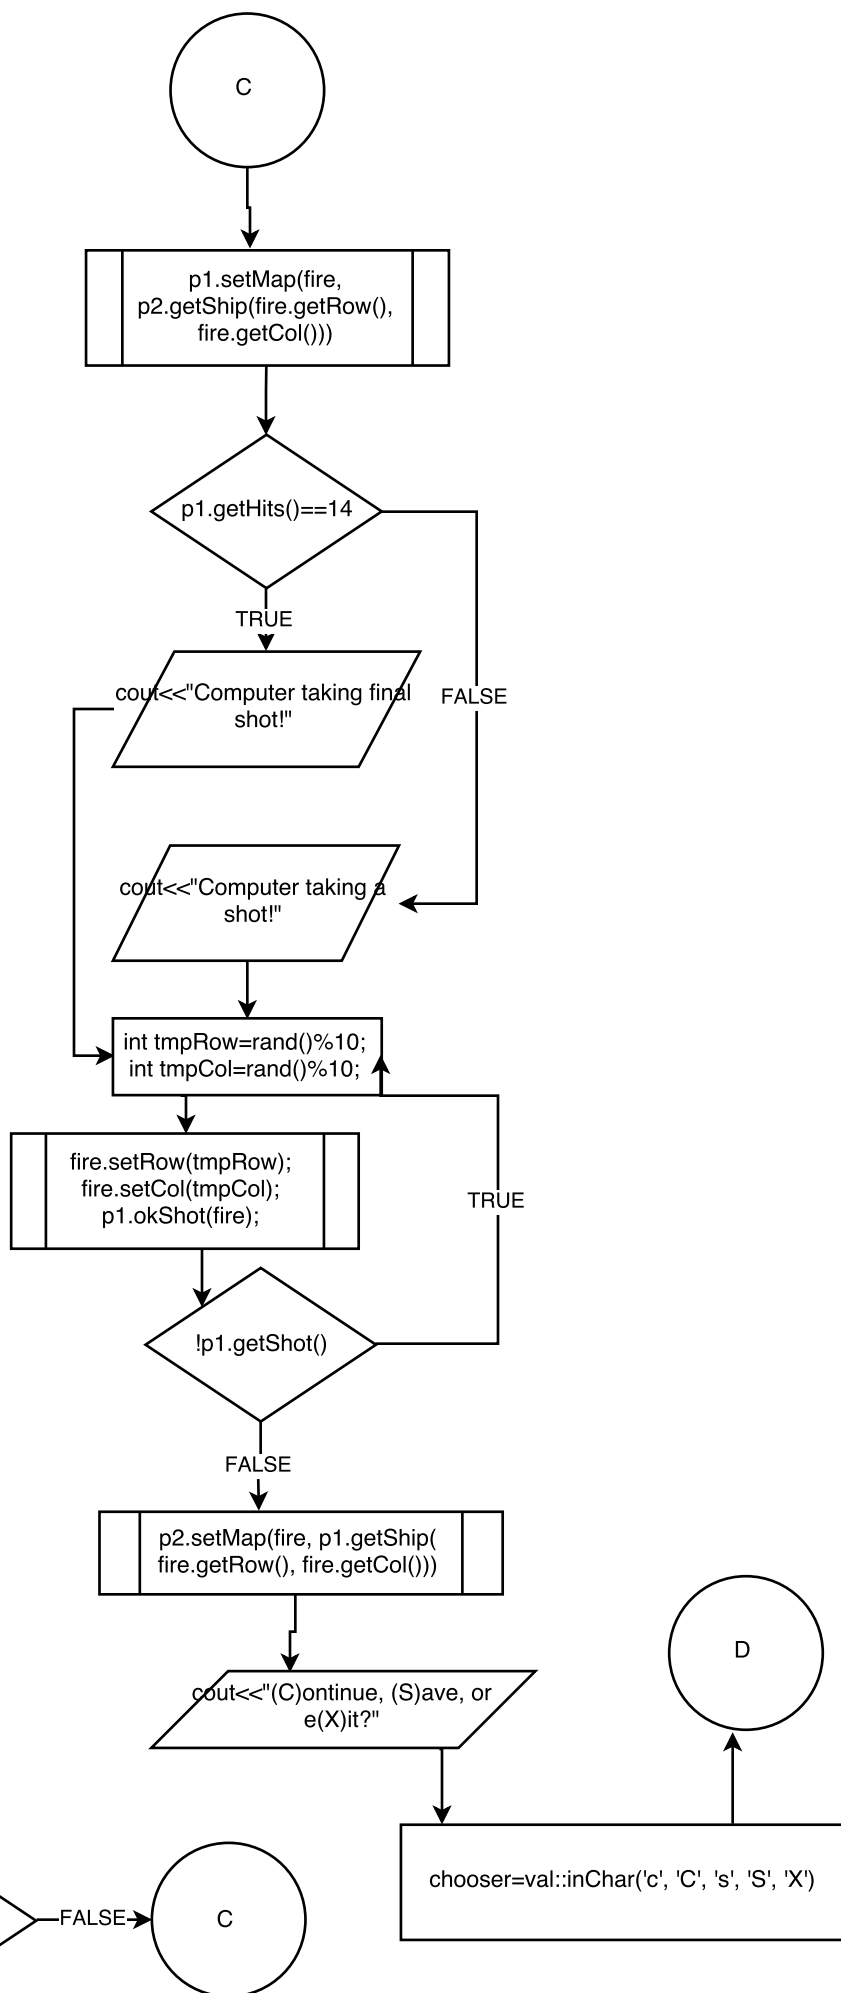 C
p1.setMap(fire,
p2.getShip(fire.getRow(),
fire.getCol()))
p1.getHits()==14
TRUE
cout<<"Computer taking final
shot!"
FALSE
cout<<"Computer taking a
shot!"
int tmpRow=rand()%10;
int tmpCol=rand()%10;
fire.setRow(tmpRow);
fire.setCol(tmpCol);
p1.okShot(fire);
TRUE
!p1.getShot()
FALSE
p2.setMap(fire, p1.getShip(
fire.getRow(), fire.getCol()))
D
cout<<"(C)ontinue, (S)ave, or
e(X)it?"
chooser=val::inChar('c', 'C', 's', 'S', 'X')
FALSE
C